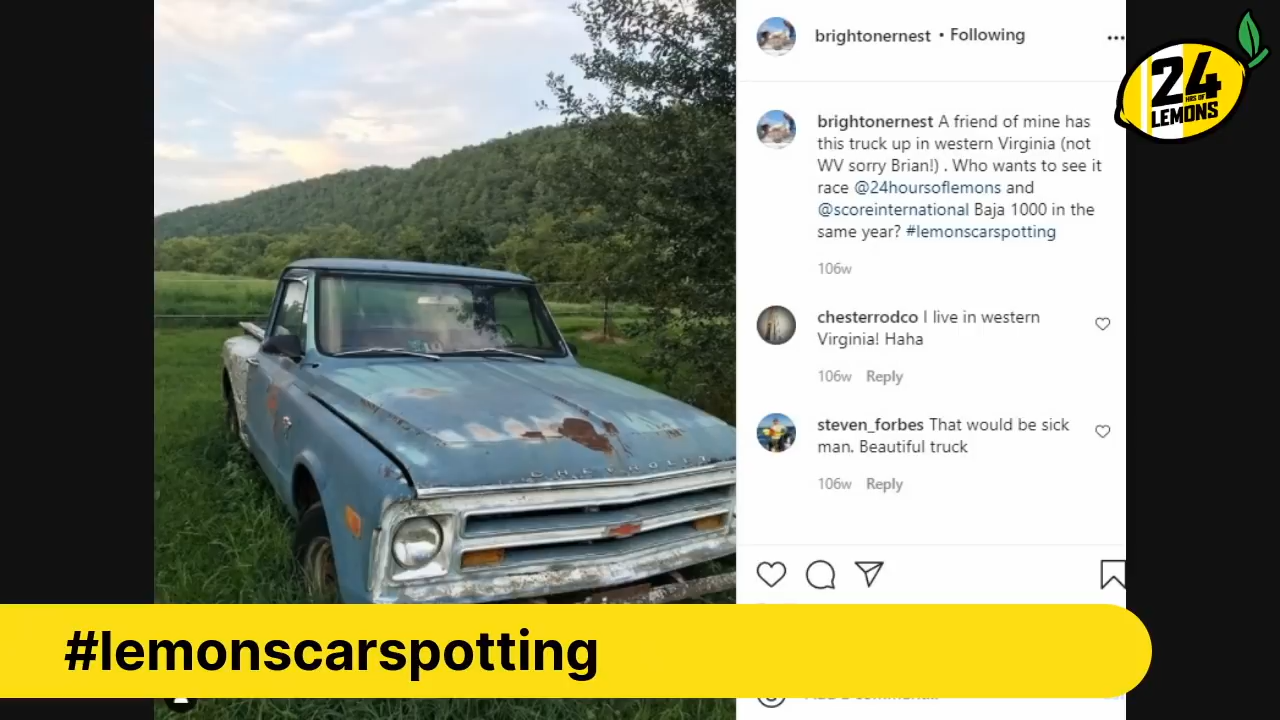 brightonernest • Following
24
HRS OF
LEMONS
brightonernest A friend of mine has
this truck up in western Virginia (not
WV sorry Brian!) . Who wants to see it
race @24hoursoflemons and
@scoreinternational Baja 1000 in the
same year? #lemonscarspotting
106w
chesterrodco I live in western
Virginia! Haha
106w Reply
steven_forbes That would be sick
man. Beautiful truck
106w Reply
CHEVROLET
#lemonscarspotting